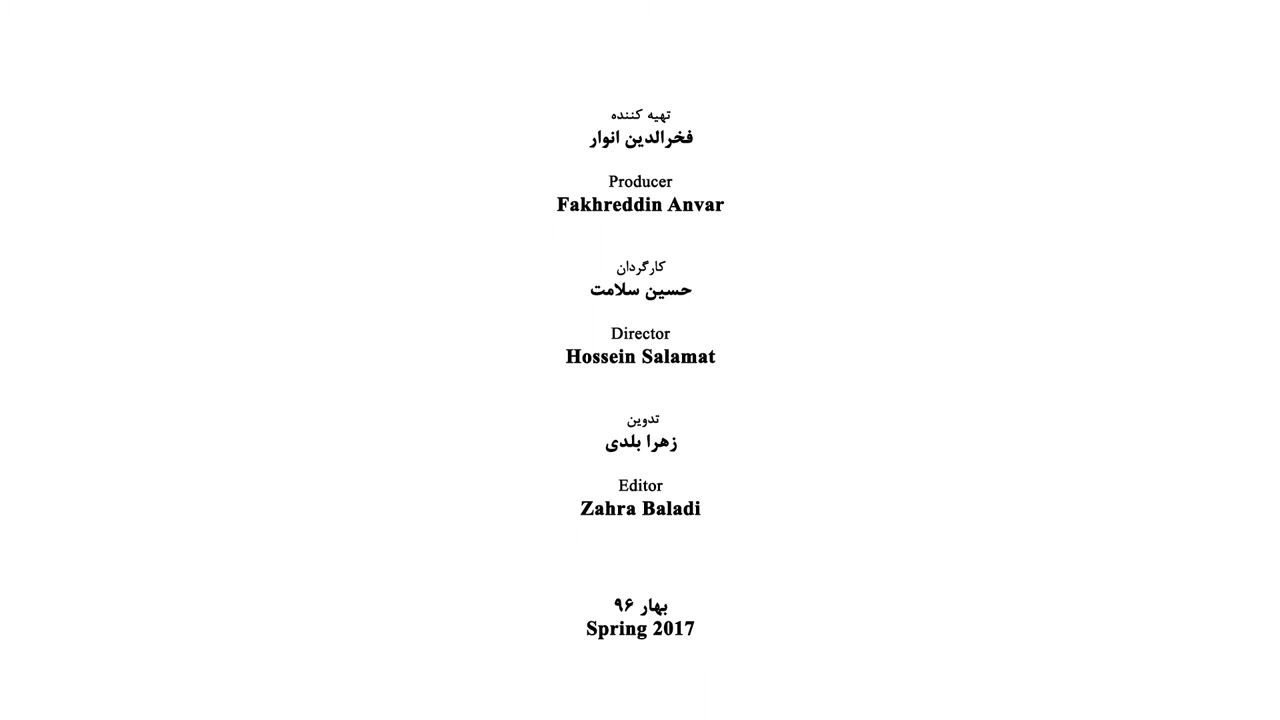 تهیه کننده
فخرالدین انوار
Producer
Fakhreddin Anvar
کارگردان
حسین سلامت
Director
Hossein Salamat
تدوین
زهرا بلدی
Editor
Zahra Baladi
بهار ۹۶
Spring 2017